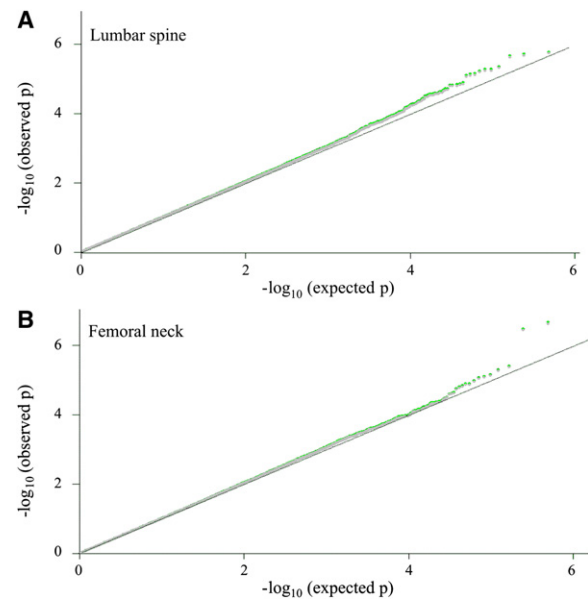 A
Lumbar spine
6
4
2
0
-log10 (observed p)
0 2 4 6
-log10 (expected p)
B
Femoral neck
6
4
2
0
-log10 (observed p)
0 2 4 6
-log10 (expected p)